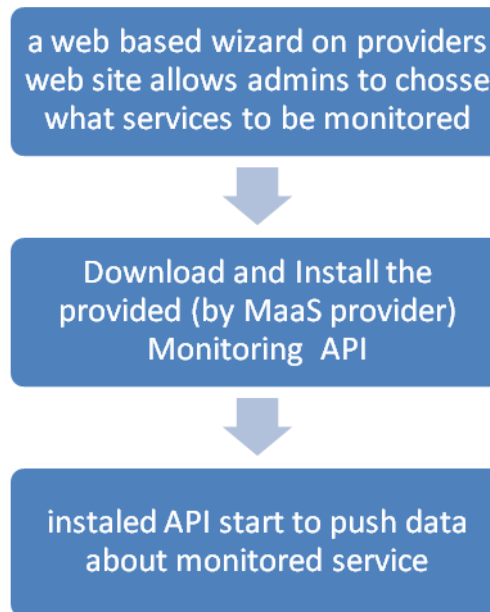 a web based wizard on providers
web site allows admins to chosse
what services to be monitored
Download and Install the
provided (by MaaS provider)
Monitoring API
instaled API start to push data
about monitored service